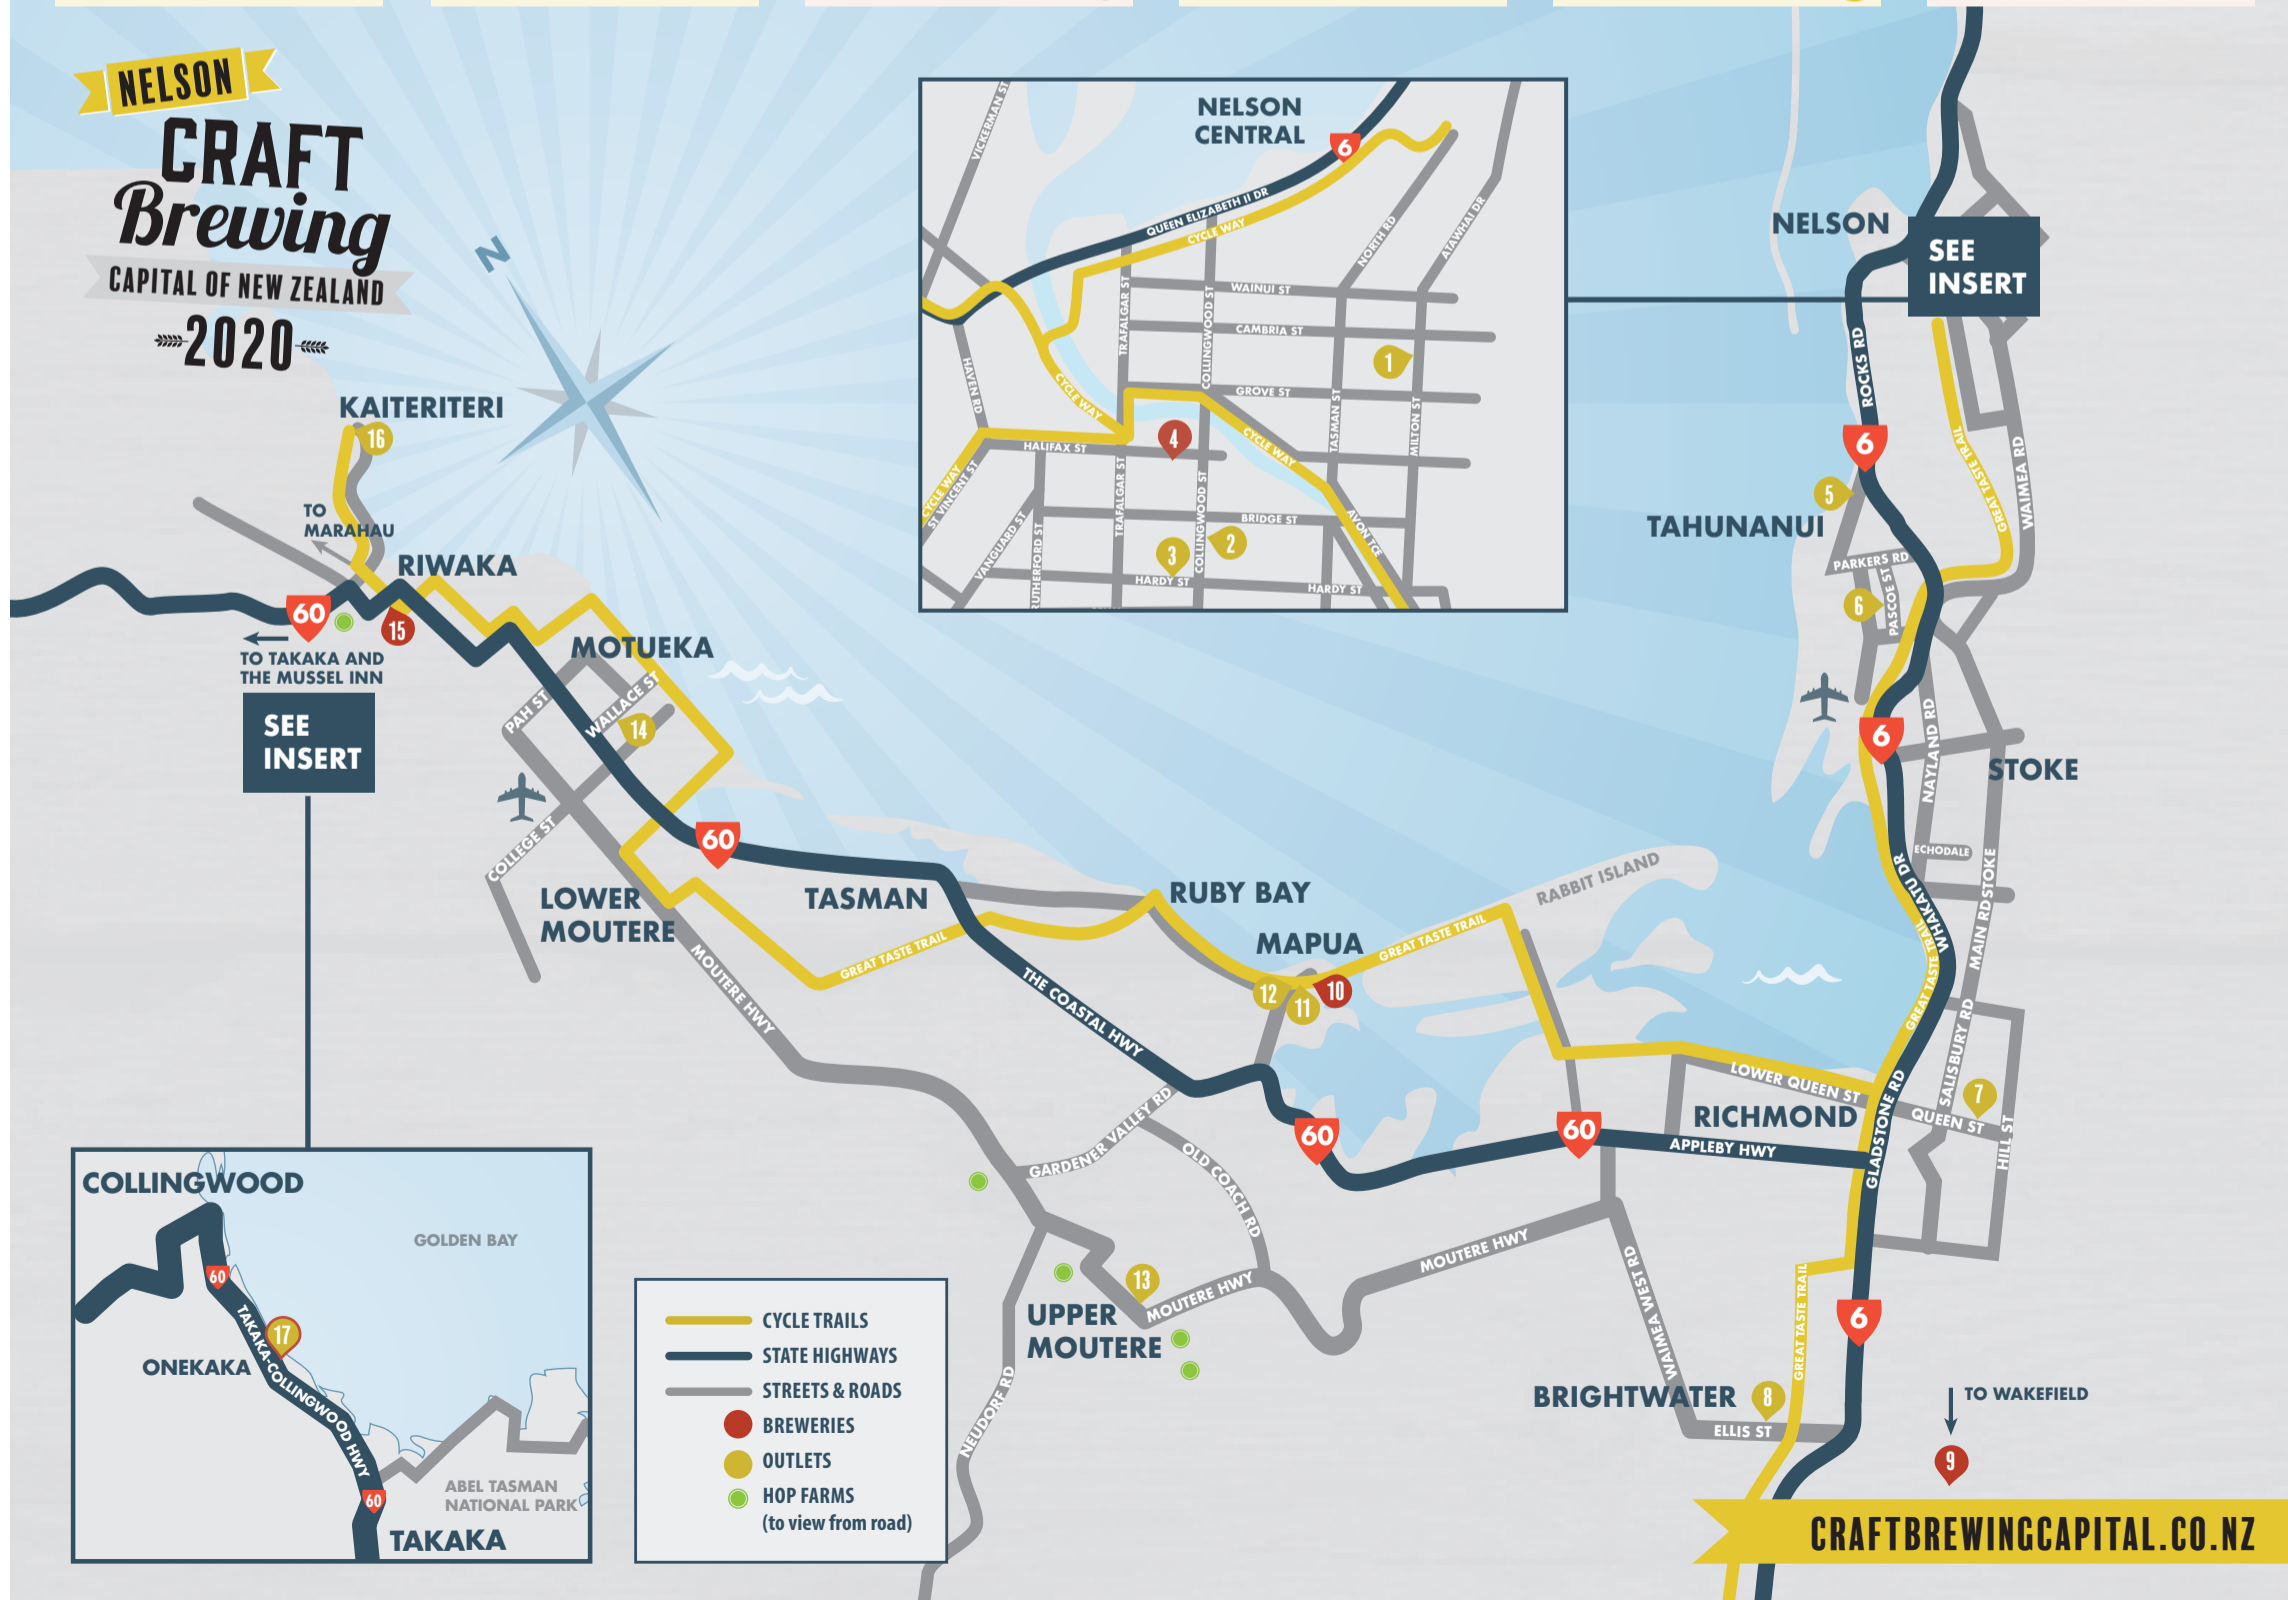 NELSON
CRAFT
Brewing
CAPITAL OF NEW ZEALAND
2020
N
KAITERITERI
16
TO
MARAHAU
RIWAKA
60
15
TO TAKAKA AND
THE MUSSEL INN
SEE
INSERT
MOTUEKA
PAH ST
WALLACE ST
14
COLLEGE ST
60
LOWER
MOUTERE
TASMAN
GREAT TASTE TRAIL
MOUTERE HWY
THE COASTAL HWY
RUBY BAY
MAPUA
12
11
10
GREAT TASTE TRAIL
RABBIT ISLAND
NELSON
CENTRAL
6
VICKERMAN ST
QUEEN ELIZABETH II DR
CYCLE WAY
NORTH RD
ATAWHAI DR
WAINUI ST
TRAFALGAR ST
COLLINGWOOD ST
CAMBRIA ST
1
HAVEN RD
CYCLE WAY
GROVE ST
TASMAN ST
MILTON ST
4
CYCLE WAY
HALIFAX ST
CYCLE WAY
ST VINCENT ST
TRAFALGAR ST
COLLINGWOOD ST
VANGUARD ST
RUTHERFORD ST
BRIDGE ST
AVON TCE
3
2
HARDY ST
HARDY ST
NELSON
SEE
INSERT
ROCKS RD
6
GREAT TASTE TRAIL
WAIMEA RD
5
TAHUNANUI
PARKERS RD
6
PASCOE ST
6
NAYLAND RD
STOKE
ECHODALE
WHAKATU DR
GREAT TASTE TRAIL
MAIN RD STOKE
GREAT TASTE
SALISBURY RD
LOWER QUEEN ST
7
QUEEN ST
HILL ST
RICHMOND
GLADSTONE RD
APPLEBY HWY
60
60
GARDENER VALLEY RD
OLD COACH RD
MOUTERE HWY
WAIMEA WEST RD
13
MOUTERE HWY
UPPER
MOUTERE
NEUDORF RD
GREAT TASTE TRAIL
6
BRIGHTWATER
8
ELLIS ST
TO WAKEFIELD
9
COLLINGWOOD
GOLDEN BAY
60
TAKAKA-COLLINGWOOD HWY
17
ONEKAKA
ABEL TASMAN
NATIONAL PARK
60
TAKAKA
CYCLE TRAILS
STATE HIGHWAYS
STREETS & ROADS
BREWERIES
OUTLETS
HOP FARMS
(to view from road)
CRAFTBREWINGCAPITAL.CO.NZ